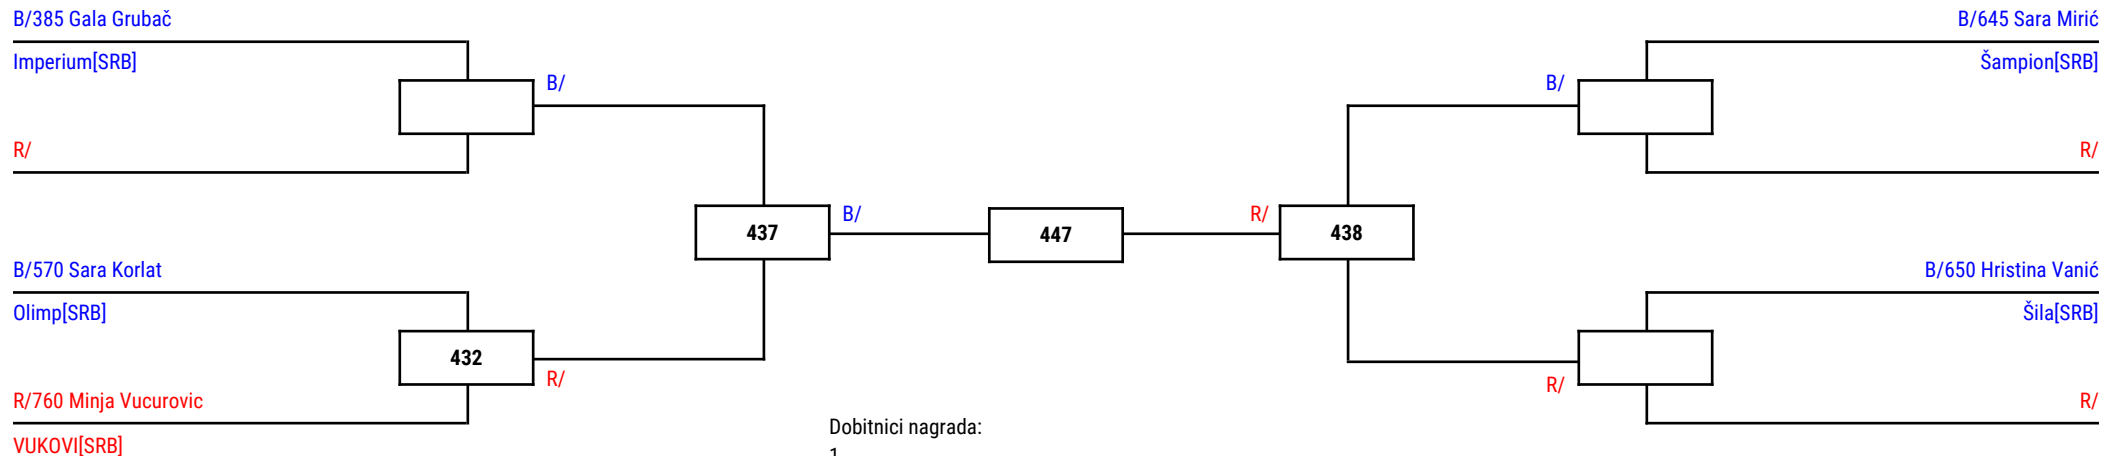 B/385 Gala Grubač
Imperium[SRB]
B/
R/
B/570 Sara Korlat
Olimp[SRB]
432
R/
R/760 Minja Vucurovic
VUKOVI[SRB]
437
B/
447
R/
438
B/645 Sara Mirić
Šampion[SRB]
B/
R/
B/650 Hristina Vanić
Šila[SRB]
R/
R/
Dobitnici nagrada:
1